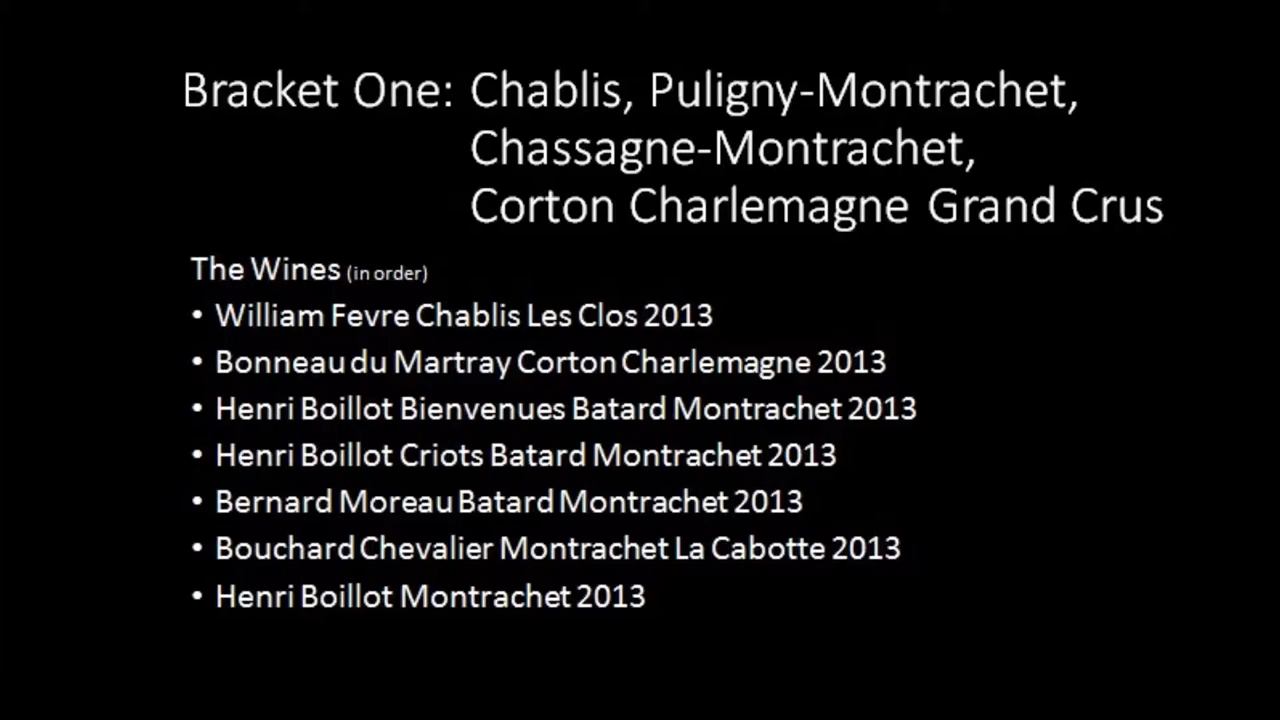 Bracket One: Chablis, Puligny-Montrachet,
Chassagne-Montrachet,
Corton Charlemagne Grand Crus
The Wines (in order)
• William Fevre Chablis Les Clos 2013
• Bonneau du Martray Corton Charlemagne 2013
• Henri Boillot Bienvenues Batard Montrachet 2013
• Henri Boillot Criots Batard Montrachet 2013
• Bernard Moreau Batard Montrachet 2013
• Bouchard Chevalier Montrachet La Cabotte 2013
• Henri Boillot Montrachet 2013